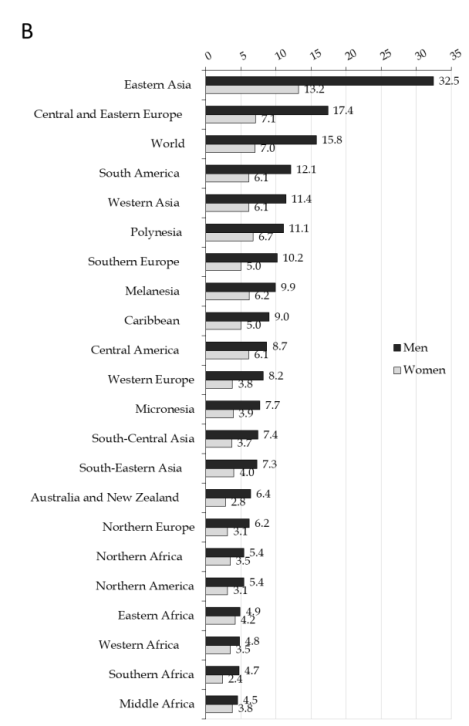 B
0 5 10 15 20 25 30 35
Eastern Asia 32.5
13.2
Central and Eastern Europe 17.4
7.1
World 15.8
7.0
South America 12.1
6.1
Western Asia 11.4
6.1
Polynesia 11.1
6.7
Southern Europe 10.2
5.0
Melanesia 9.9
6.2
Caribbean 9.0
5.0
Central America 8.7
6.1
Men
Western Europe 8.2
3.8
Women
Micronesia 7.7
3.9
South-Central Asia 7.4
3.7
South-Eastern Asia 7.3
4.0
Australia and New Zealand 6.4
2.8
Northern Europe 6.2
3.1
Northern Africa 5.4
3.5
Northern America 5.4
3.1
Eastern Africa 4.9
4.2
Western Africa 4.8
3.5
Southern Africa 4.7
2.4
Middle Africa 4.5
3.8